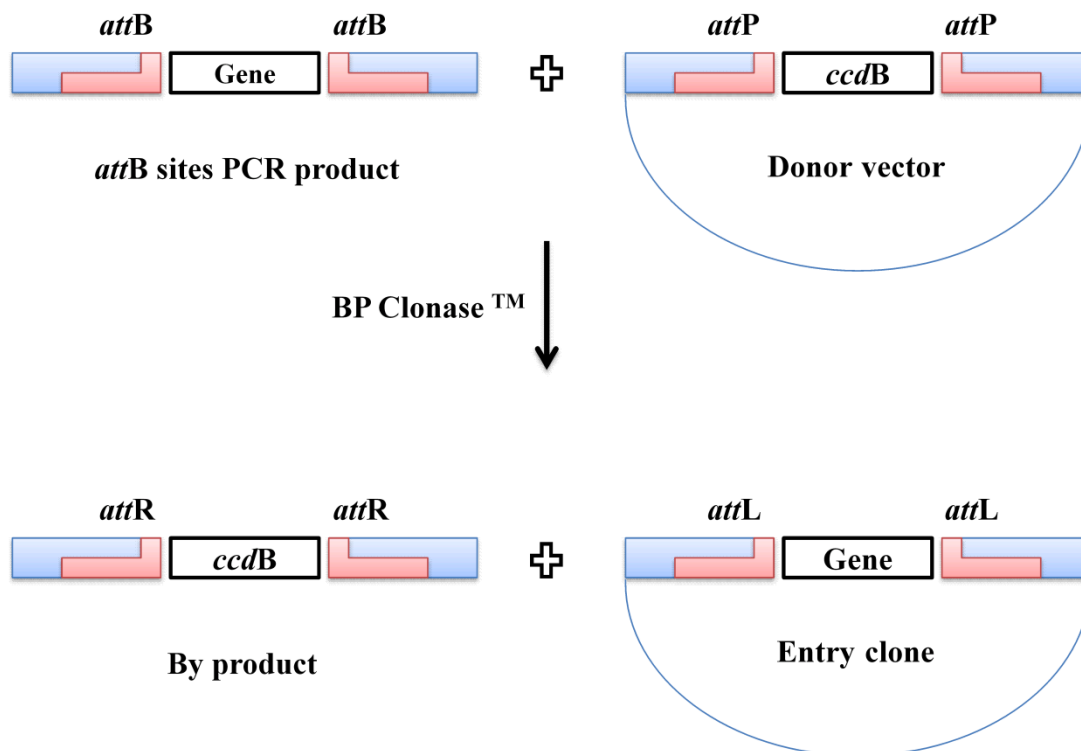 attB attB attP attP
Gene ccdB
attB sites PCR product Donor vector
BP Clonase TM
attR attR attL attL
ccdB Gene
By product Entry clone